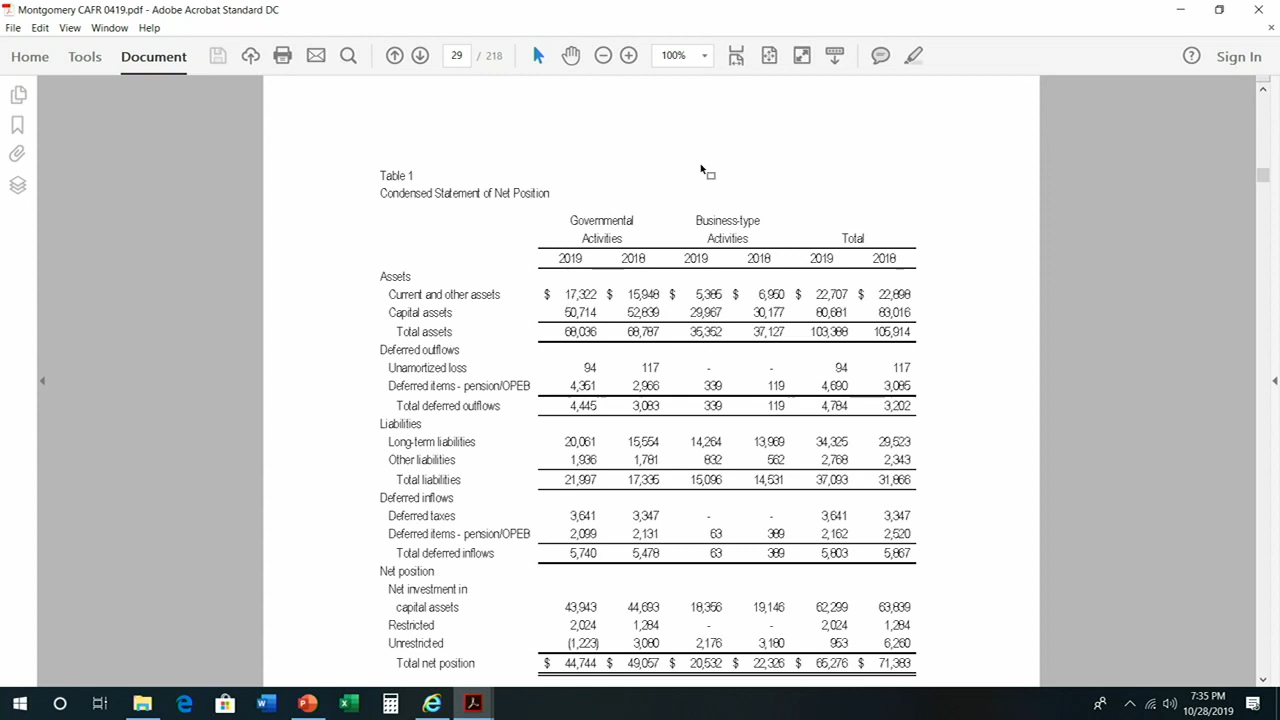 Montgomery CAFR 0419.pdf - Adobe Acrobat Standard DC
File Edit View Window Help
Home Tools Document 29 / 218 100% Sign In
Table 1
Condensed Statement of Net Position
Governmental Business-type
Activities Activities Total
2019 2018 2019 2018 2019 2018
Assets
Current and other assets $ 17,322 $ 15,948 $ 5,385 $ 6,950 $ 22,707 $ 22,898
Capital assets 50,714 52,839 29,967 30,177 80,681 83,016
Total assets 68,036 68,787 35,352 37,127 103,388 105,914
Deferred outflows
Unamortized loss 94 117 - - 94 117
Deferred items - pension/OPEB 4,351 2,966 339 119 4,690 3,085
Total deferred outflows 4,445 3,083 339 119 4,784 3,202
Liabilities
Long-term liabilities 20,061 15,554 14,264 13,969 34,325 29,523
Other liabilities 1,936 1,781 832 562 2,768 2,343
Total liabilities 21,997 17,335 15,096 14,531 37,093 31,866
Deferred inflows
Deferred taxes 3,641 3,347 - - 3,641 3,347
Deferred items - pension/OPEB 2,099 2,131 63 389 2,162 2,520
Total deferred inflows 5,740 5,478 63 389 5,803 5,867
Net position
Net investment in
capital assets 43,943 44,693 18,356 19,146 62,299 63,839
Restricted 2,024 1,284 - - 2,024 1,284
Unrestricted (1,223) 3,080 2,176 3,180 953 6,260
Total net position $ 44,744 $ 49,057 $ 20,532 $ 22,326 $ 65,276 $ 71,383
7:35 PM
10/28/2019